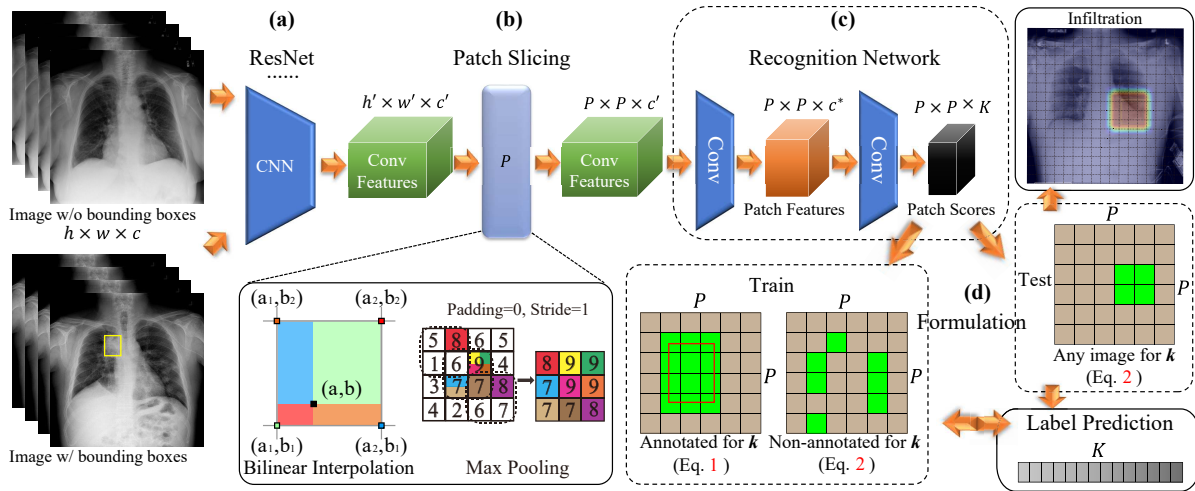 (a)
(b)
(c)
Infiltration
ResNet
......
Patch Slicing
Recognition Network
h′ × w′ × c′
P × P × c′
P × P × c*
P × P × K
CNN
Conv
Features
P
Conv
Features
Conv
Conv
Patch Features
Patch Scores
Image w/o bounding boxes
h × w × c
Image w/ bounding boxes
(a₁,b₂)
(a₂,b₂)
(a,b)
(a₁,b₁)
(a₂,b₁)
Bilinear Interpolation
Padding=0, Stride=1
5 8 6 5
1 6 9 4
3 7 7 8
4 2 6 7
8 9 9
7 9 9
7 7 8
Max Pooling
Train
P
P
P
P
Annotated for k
(Eq. 1 )
Non-annotated for k
(Eq. 2 )
(d)
Formulation
P
Test
P
Any image for k
(Eq. 2 )
Label Prediction
K